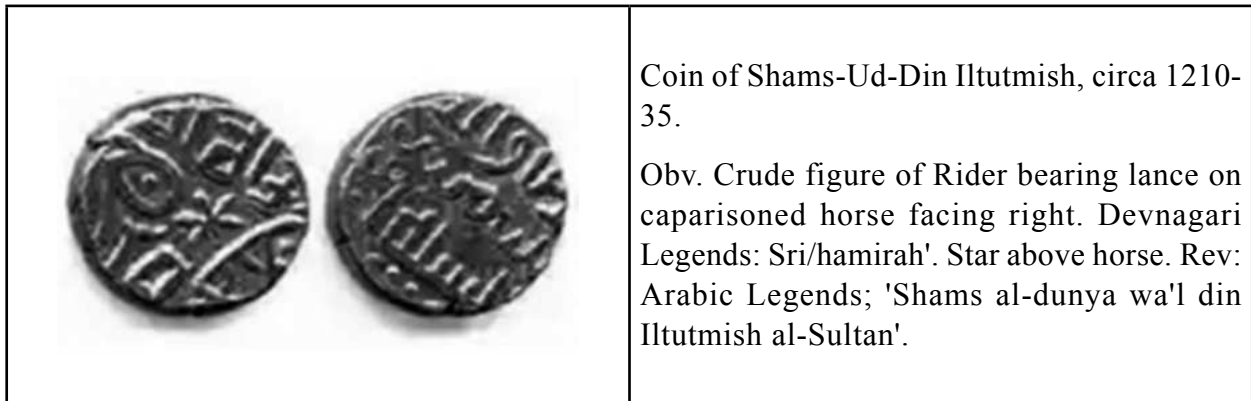 Coin of Shams-Ud-Din Iltutmish, circa 1210-
35.
Obv. Crude figure of Rider bearing lance on
caparisoned horse facing right. Devnagari
Legends: Sri/hamirah'. Star above horse. Rev:
Arabic Legends; 'Shams al-dunya wa'l din
Iltutmish al-Sultan'.